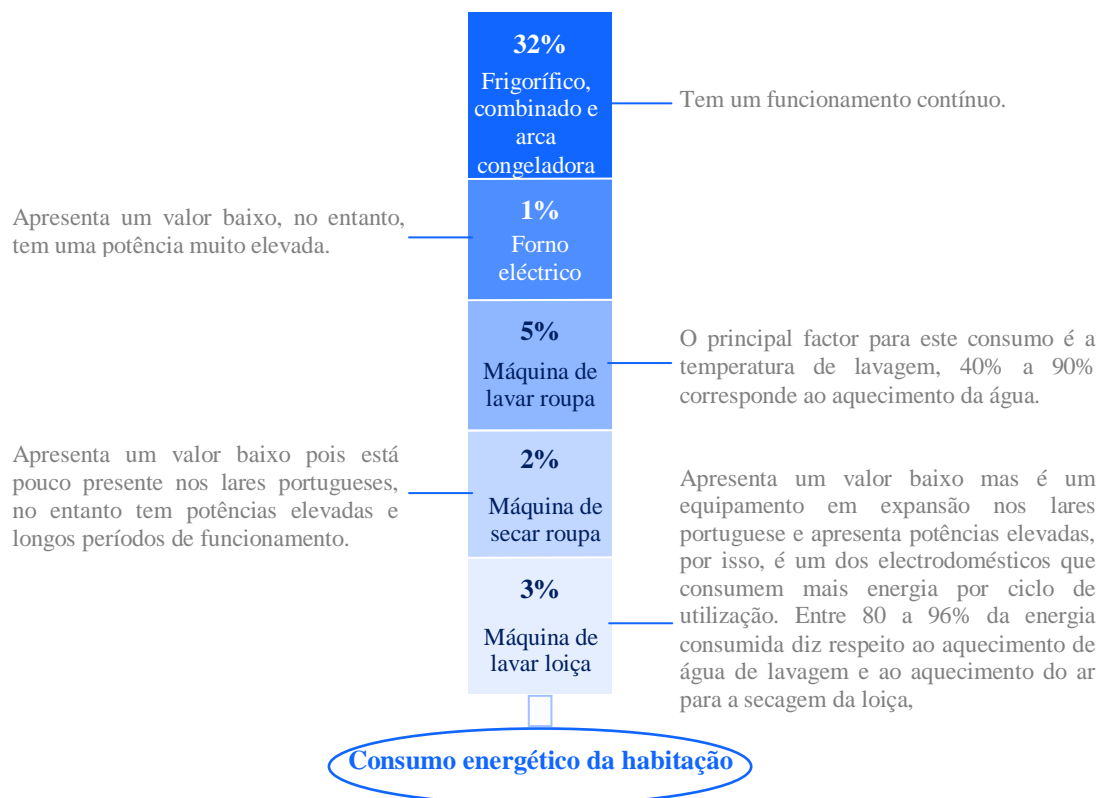 32%
Frigorífico,
combinado e
arca
congeladora
Tem um funcionamento contínuo.
Apresenta um valor baixo, no entanto,
tem uma potência muito elevada.
1%
Forno
eléctrico
5%
Máquina de
lavar roupa
O principal factor para este consumo é a
temperatura de lavagem, 40% a 90%
corresponde ao aquecimento da água.
Apresenta um valor baixo pois está
pouco presente nos lares portugueses,
no entanto tem potências elevadas e
longos períodos de funcionamento.
2%
Máquina de
secar roupa
3%
Máquina de
lavar loiça
Apresenta um valor baixo mas é um
equipamento em expansão nos lares
portuguese e apresenta potências elevadas,
por isso, é um dos electrodomésticos que
consumem mais energia por ciclo de
utilização. Entre 80 a 96% da energia
consumida diz respeito ao aquecimento de
água de lavagem e ao aquecimento do ar
para a secagem da loiça,
Consumo energético da habitação